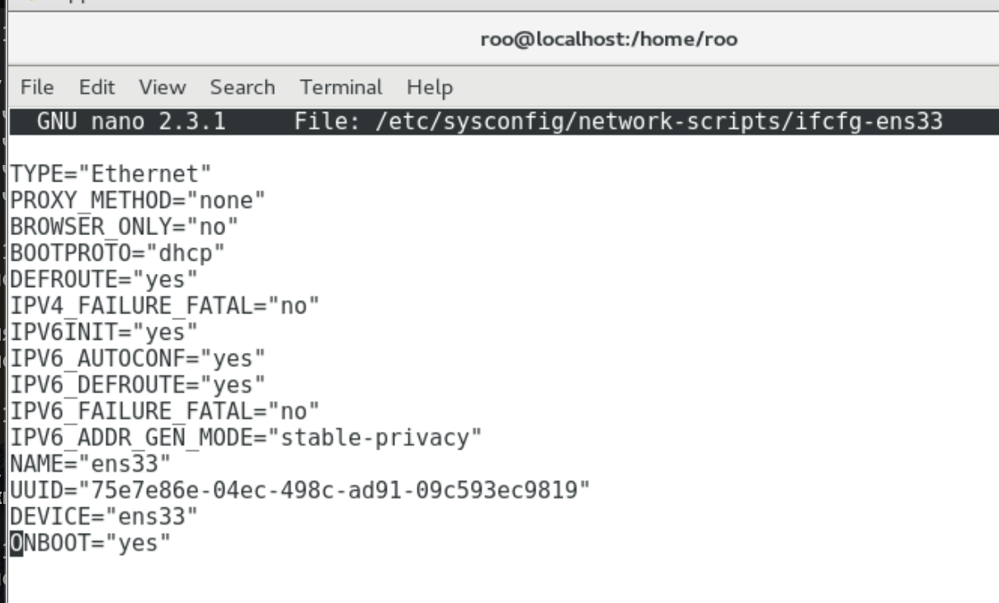 roo@localhost:/home/roo
File Edit View Search Terminal Help
GNU nano 2.3.1 File: /etc/sysconfig/network-scripts/ifcfg-ens33
TYPE="Ethernet"
PROXY_METHOD="none"
BROWSER_ONLY="no"
BOOTPROTO="dhcp"
DEFROUTE="yes"
IPV4_FAILURE_FATAL="no"
IPV6INIT="yes"
IPV6_AUTOCONF="yes"
IPV6_DEFROUTE="yes"
IPV6_FAILURE_FATAL="no"
IPV6_ADDR_GEN_MODE="stable-privacy"
NAME="ens33"
UUID="75e7e86e-04ec-498c-ad91-09c593ec9819"
DEVICE="ens33"
ONBOOT="yes"